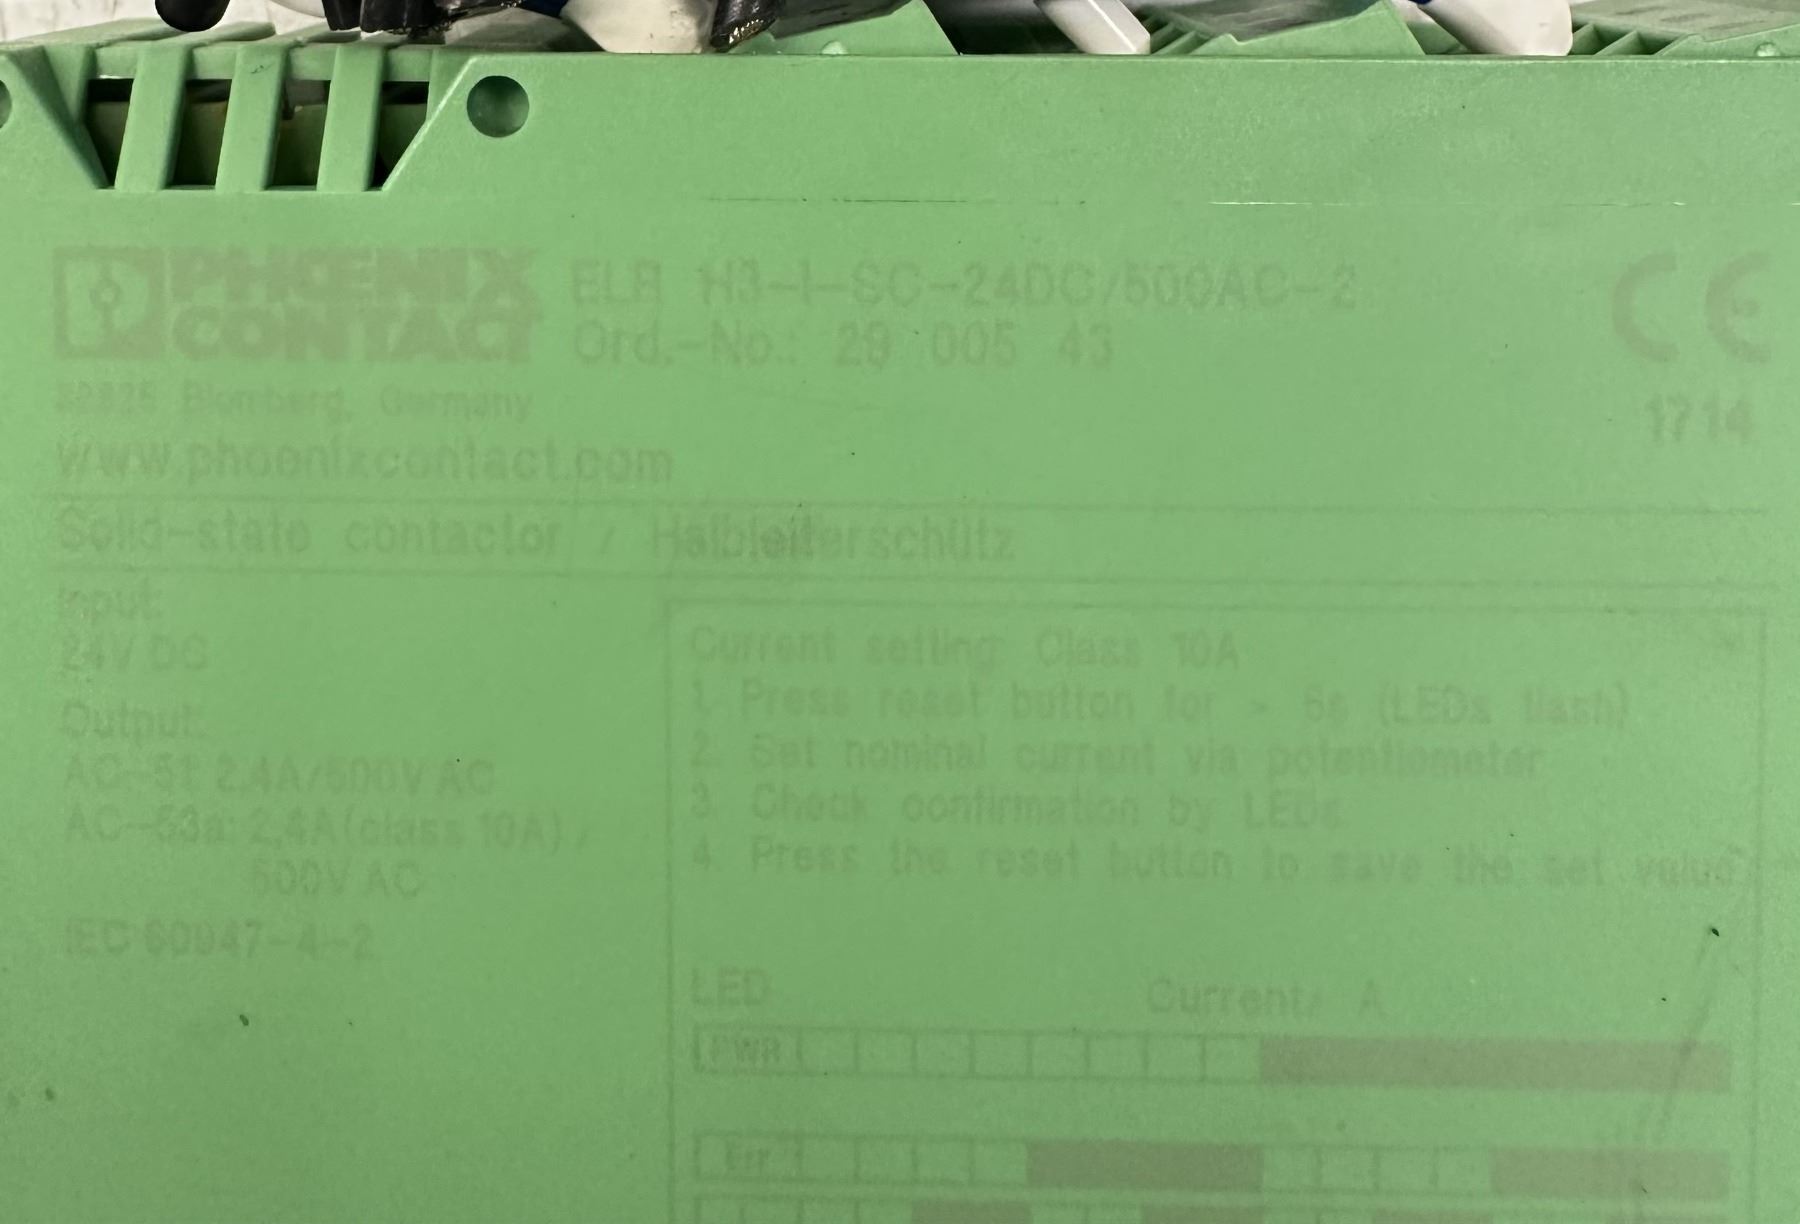 PHŒNIX
CONTACT
ELR H3-I-SC-24DC/500AC-2
Ord.-No.: 29 005 43
CE
1714
32825 Blomberg, Germany
www.phoenixcontact.com
Solid-state contactor / Halbleiterschütz
Input:
24V DC
Output:
AC-51: 2,4A/500V AC
AC-53a: 2,4A (class 10A) /
500V AC
IEC 60947-4-2
Current setting: Class 10A
1. Press reset button for > 6s (LEDs flash)
2. Set nominal current via potentiometer
3. Check confirmation by LEDs
4. Press the reset button to save the set value
LED Current/ A
PWR
Err